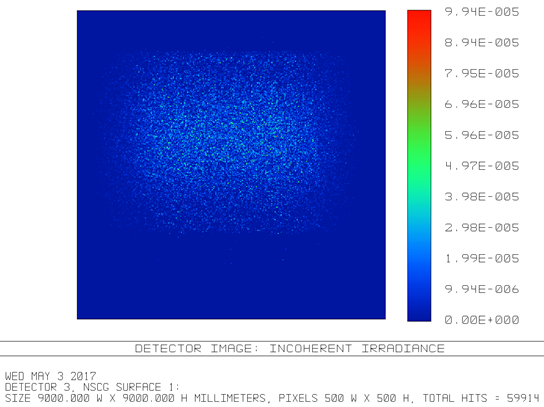 9.94E-005
8.94E-005
7.95E-005
6.96E-005
5.96E-005
4.97E-005
3.98E-005
2.98E-005
1.99E-005
9.94E-006
0.00E+000
DETECTOR IMAGE: INCOHERENT IRRADIANCE
WED MAY 3 2017
DETECTOR 3, NSCG SURFACE 1:
SIZE 9000.000 W X 9000.000 H MILLIMETERS, PIXELS 500 W X 500 H, TOTAL HITS = 59914